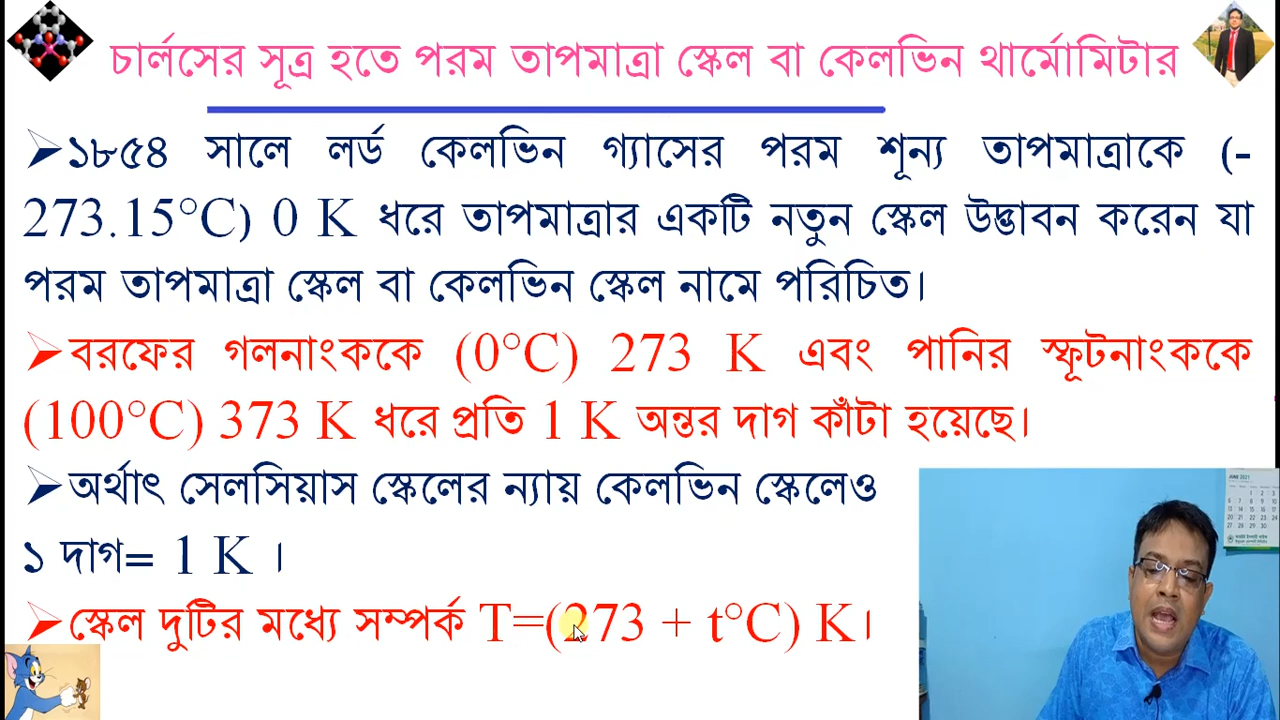 চার্লসের সূত্র হতে পরম তাপমাত্রা স্কেল বা কেলভিন থার্মোমিটার
➢১৮৫৪ সালে লর্ড কেলভিন গ্যাসের পরম শূন্য তাপমাত্রাকে (-
273.15°C) 0 K ধরে তাপমাত্রার একটি নতুন স্কেল উদ্ভাবন করেন যা
পরম তাপমাত্রা স্কেল বা কেলভিন স্কেল নামে পরিচিত।
➢বরফের গলনাংককে (0°C) 273 K এবং পানির স্ফূটনাংককে
(100°C) 373 K ধরে প্রতি 1 K অন্তর দাগ কাঁটা হয়েছে।
➢অর্থাৎ সেলসিয়াস স্কেলের ন্যায় কেলভিন স্কেলেও
১ দাগ= 1 K ।
➢স্কেল দুটির মধ্যে সম্পর্ক T=(273 + t°C) K।